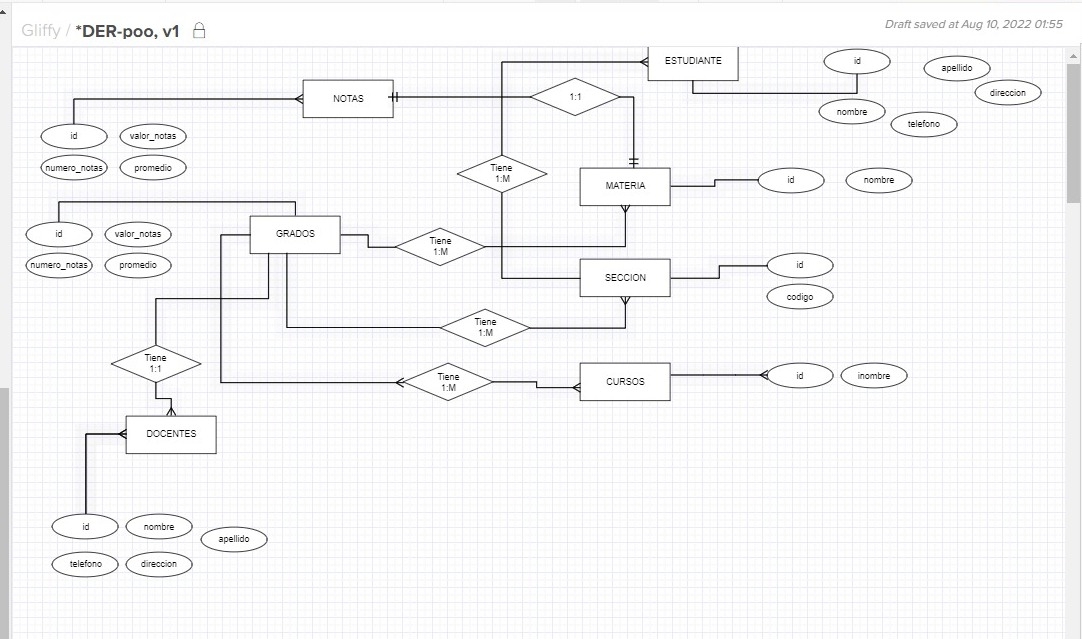 Gliffy / *DER-poo, v1
Draft saved at Aug 10, 2022 01:55
ESTUDIANTE
id
apellido
direccion
nombre
telefono
NOTAS
1:1
id
valor_notas
numero_notas
promedio
Tiene
1:M
MATERIA
id
nombre
GRADOS
id
valor_notas
numero_notas
promedio
Tiene
1:M
SECCION
id
codigo
Tiene
1:M
Tiene
1:1
Tiene
1:M
CURSOS
id
inombre
DOCENTES
id
nombre
apellido
telefono
direccion